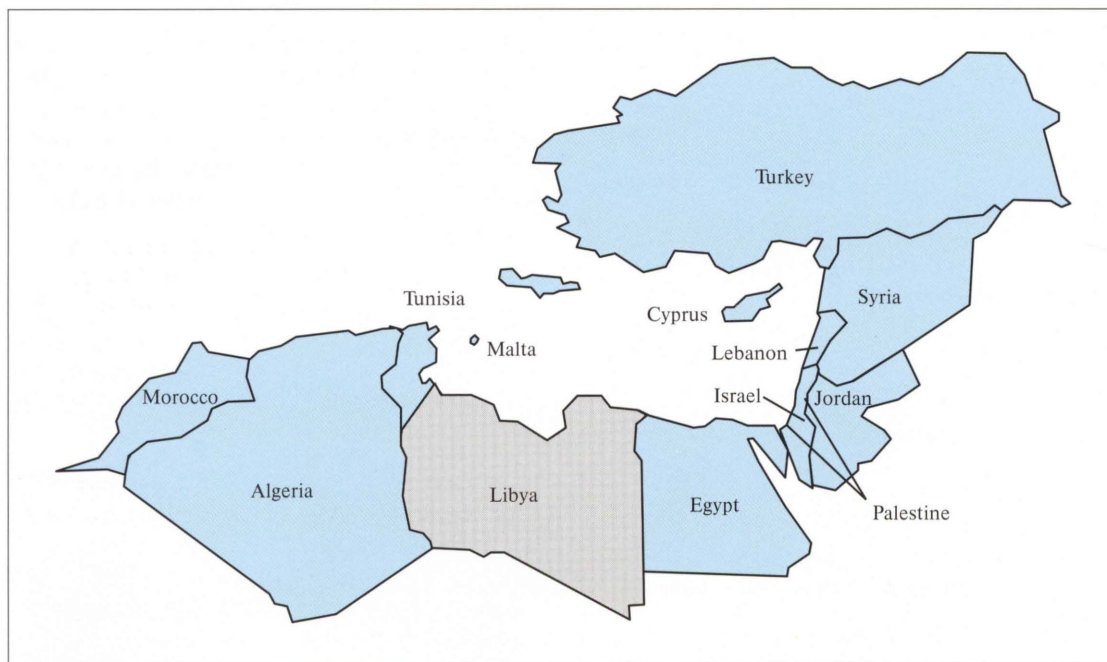 Turkey
Tunisia
Cyprus
Syria
Malta
Lebanon
Morocco
Israel
Jordan
Algeria
Libya
Egypt
Palestine